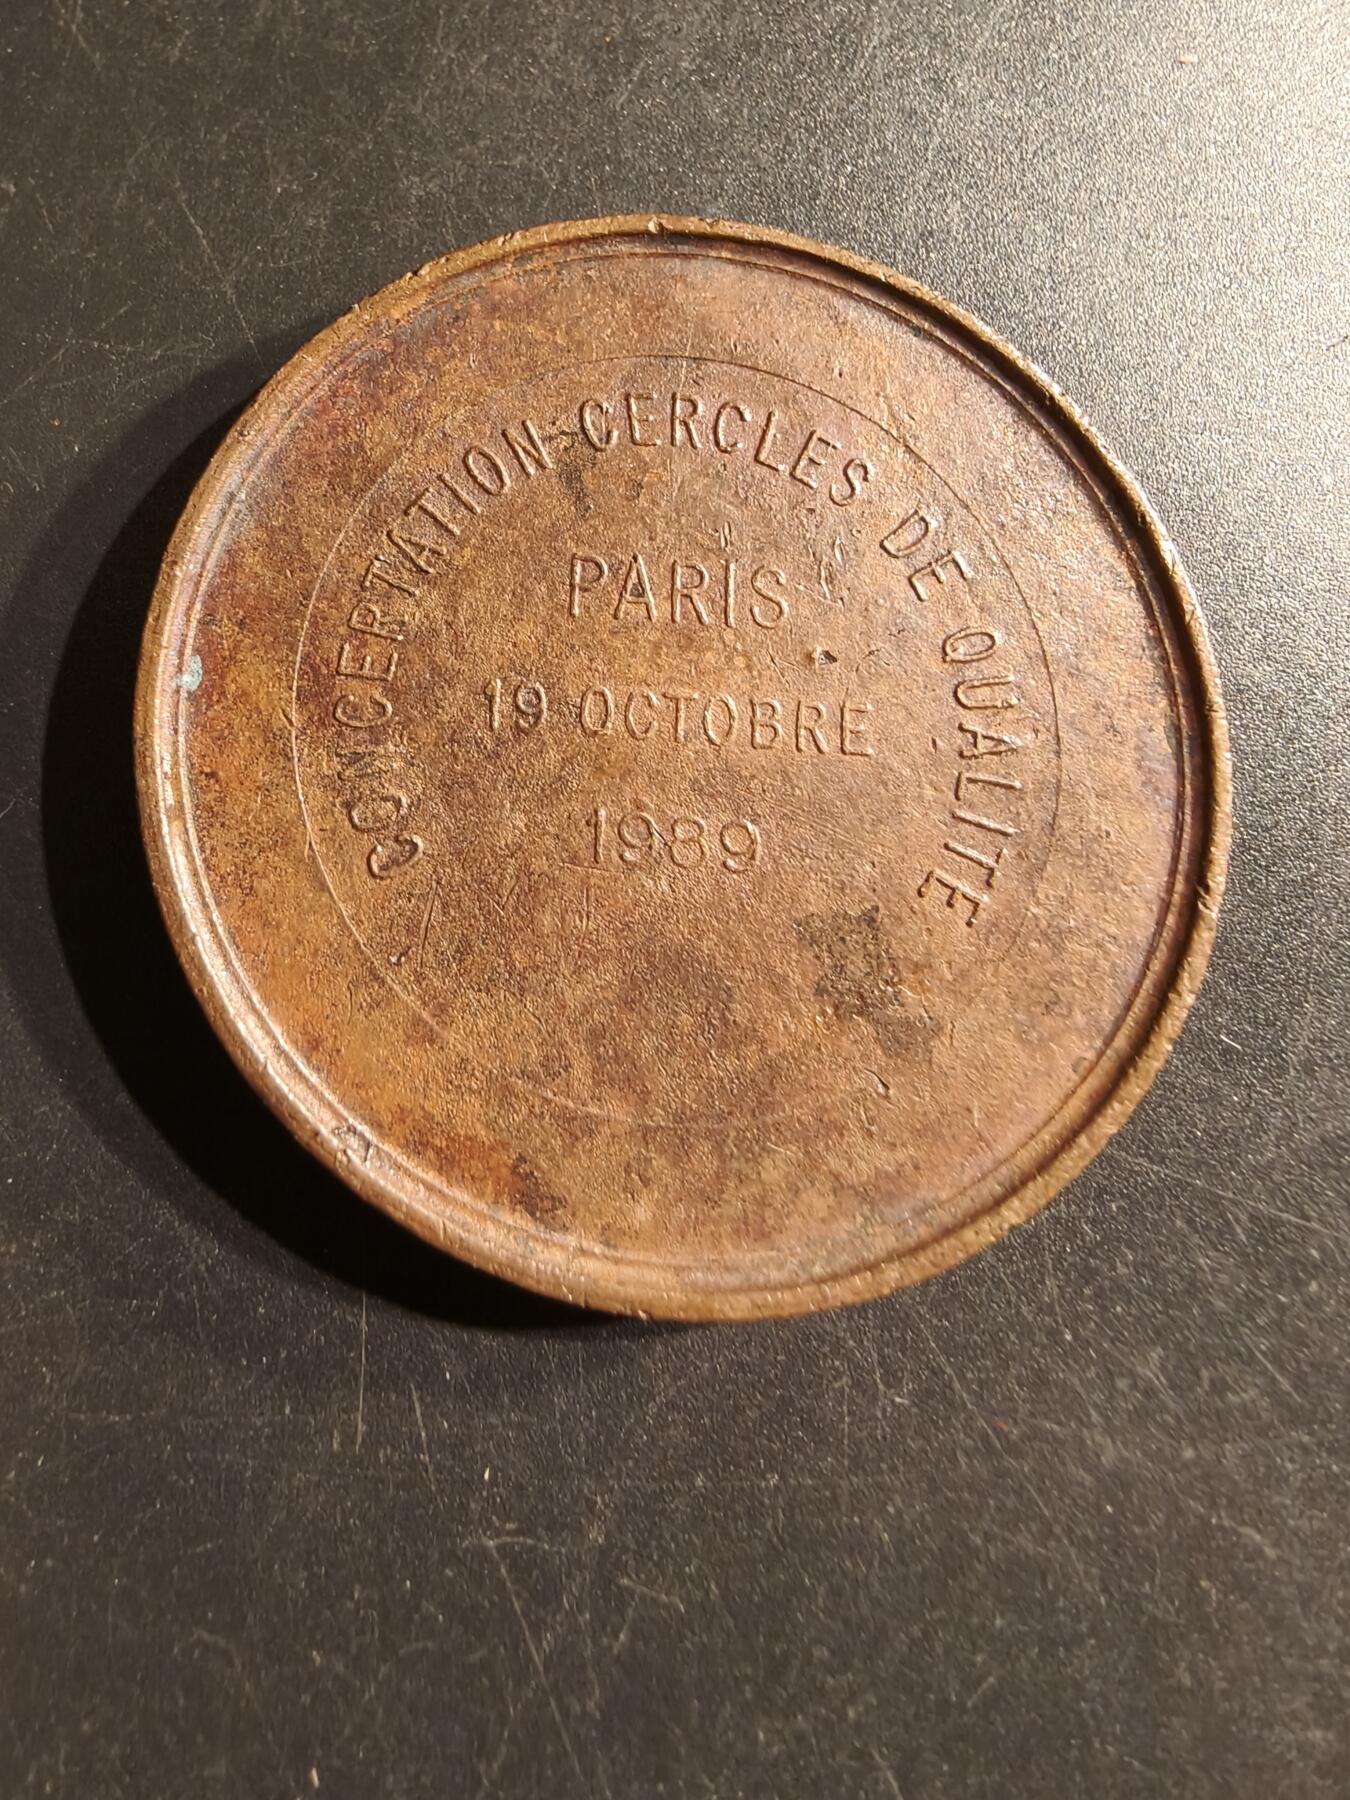 CONCERTATION CERCLES DE QUALITE
PARIS
19 OCTOBRE
1989